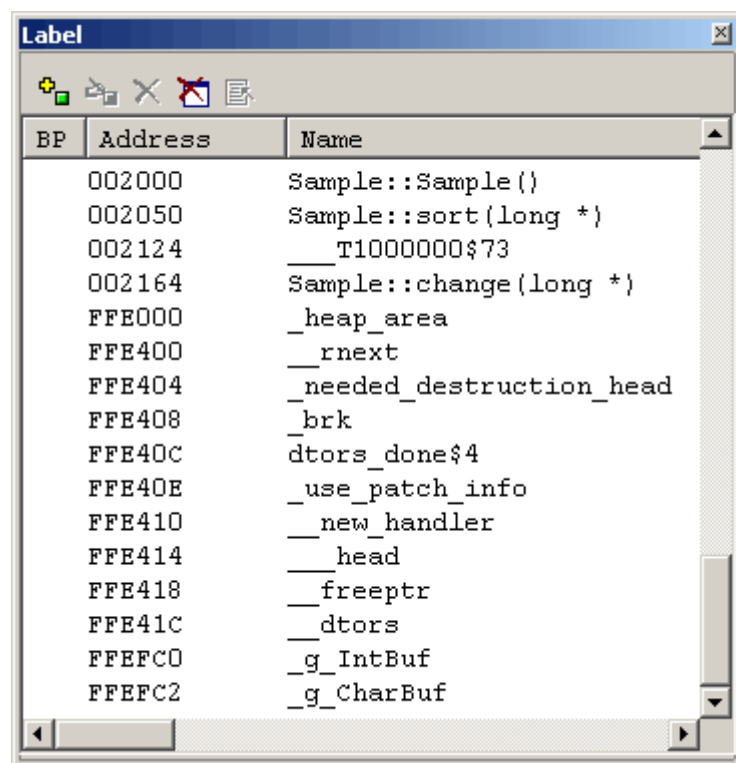 Label
BP Address Name
002000 Sample::Sample()
002050 Sample::sort(long *)
002124 ___T1000000$73
002164 Sample::change(long *)
FFE000 _heap_area
FFE400 __rnext
FFE404 _needed_destruction_head
FFE408 _brk
FFE40C dtors_done$4
FFE40E _use_patch_info
FFE410 __new_handler
FFE414 ___head
FFE418 __freeptr
FFE41C __dtors
FFEFC0 _g_IntBuf
FFEFC2 _g_CharBuf